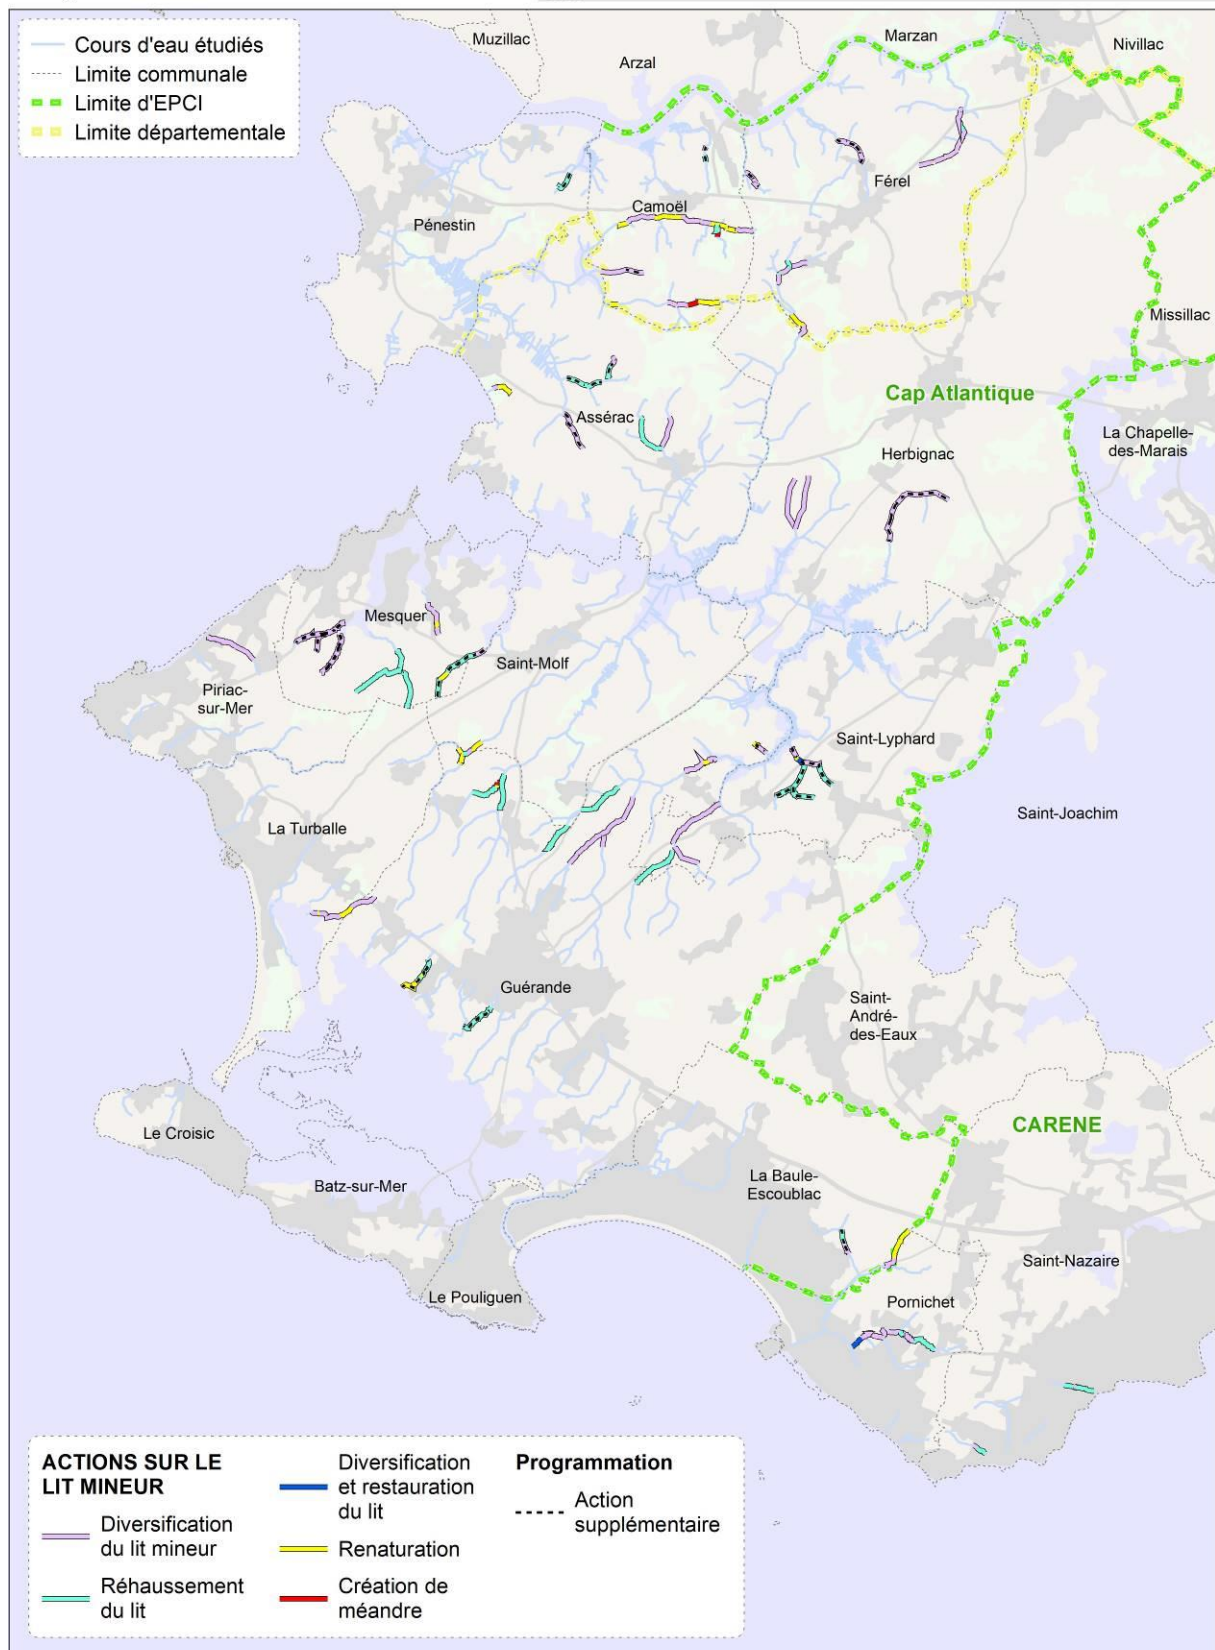 Cours d'eau étudiés
Limite communale
Limite d'EPCI
Limite départementale
Muzillac
Arzal
Marzan
Nivillac
Férel
Camoël
Pénestin
Missillac
Cap Atlantique
Assérac
La Chapelle-
des-Marais
Herbignac
Mesquer
Saint-Molf
Piriac-
sur-Mer
Saint-Lyphard
Saint-Joachim
La Turballe
Guérande
Saint-
André-
des-Eaux
Le Croisic
CARENE
Batz-sur-Mer
La Baule-
Escoublac
Saint-Nazaire
Le Pouliguen
Pornichet
ACTIONS SUR LE
LIT MINEUR
Diversification
du lit mineur
Réhaussement
du lit
Diversification
et restauration
du lit
Renaturation
Création de
méandre
Programmation
Action
supplémentaire